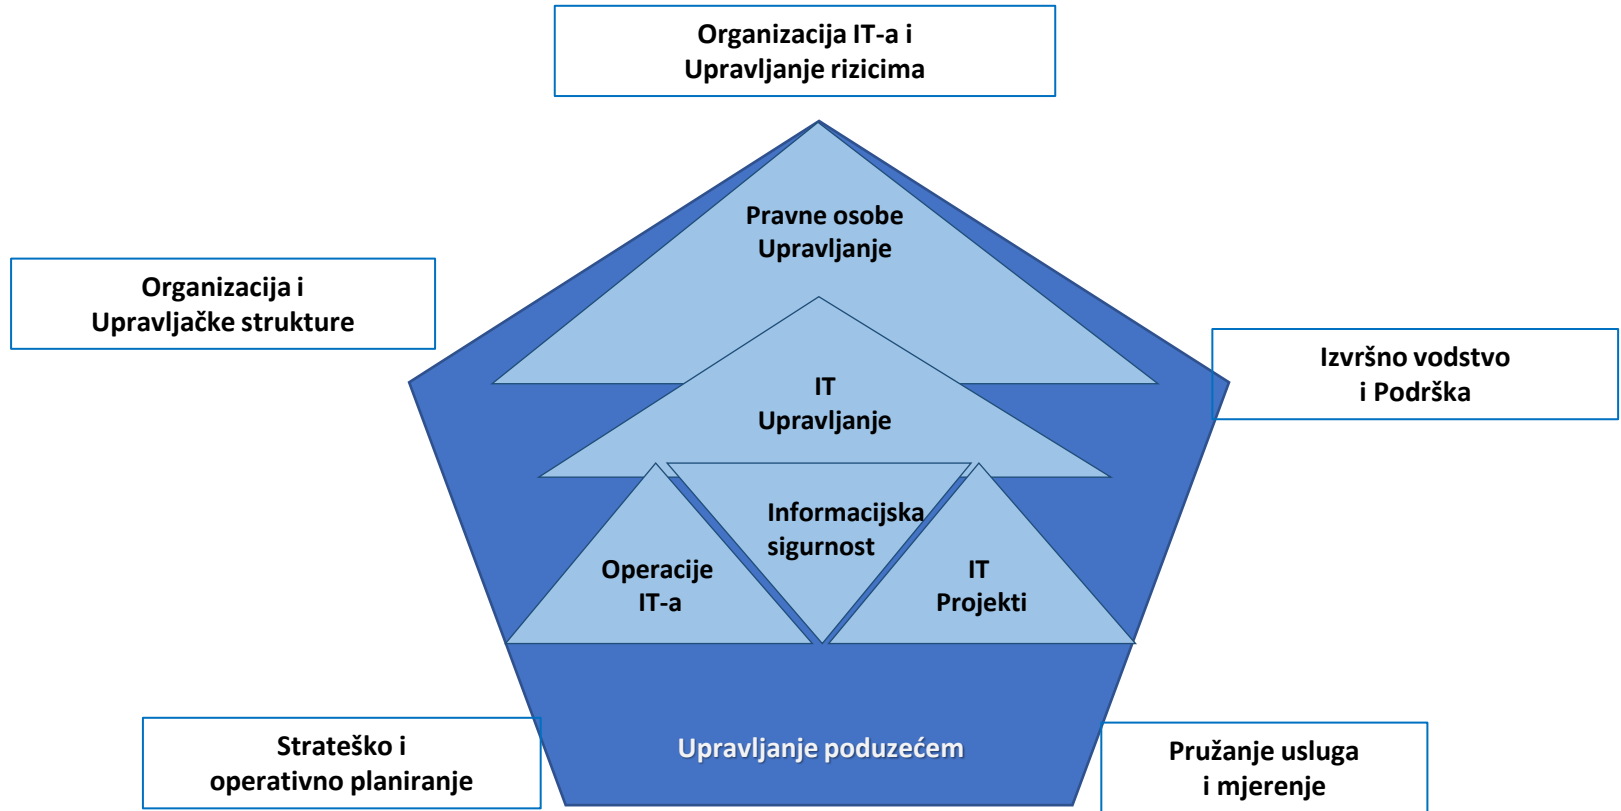 Organizacija IT-a i
Upravljanje rizicima
Pravne osobe
Upravljanje
Organizacija i
Upravljačke strukture
Izvršno vodstvo
i Podrška
IT
Upravljanje
Informacijska
sigurnost
Operacije
IT-a
IT
Projekti
Strateško i
operativno planiranje
Upravljanje poduzećem
Pružanje usluga
i mjerenje